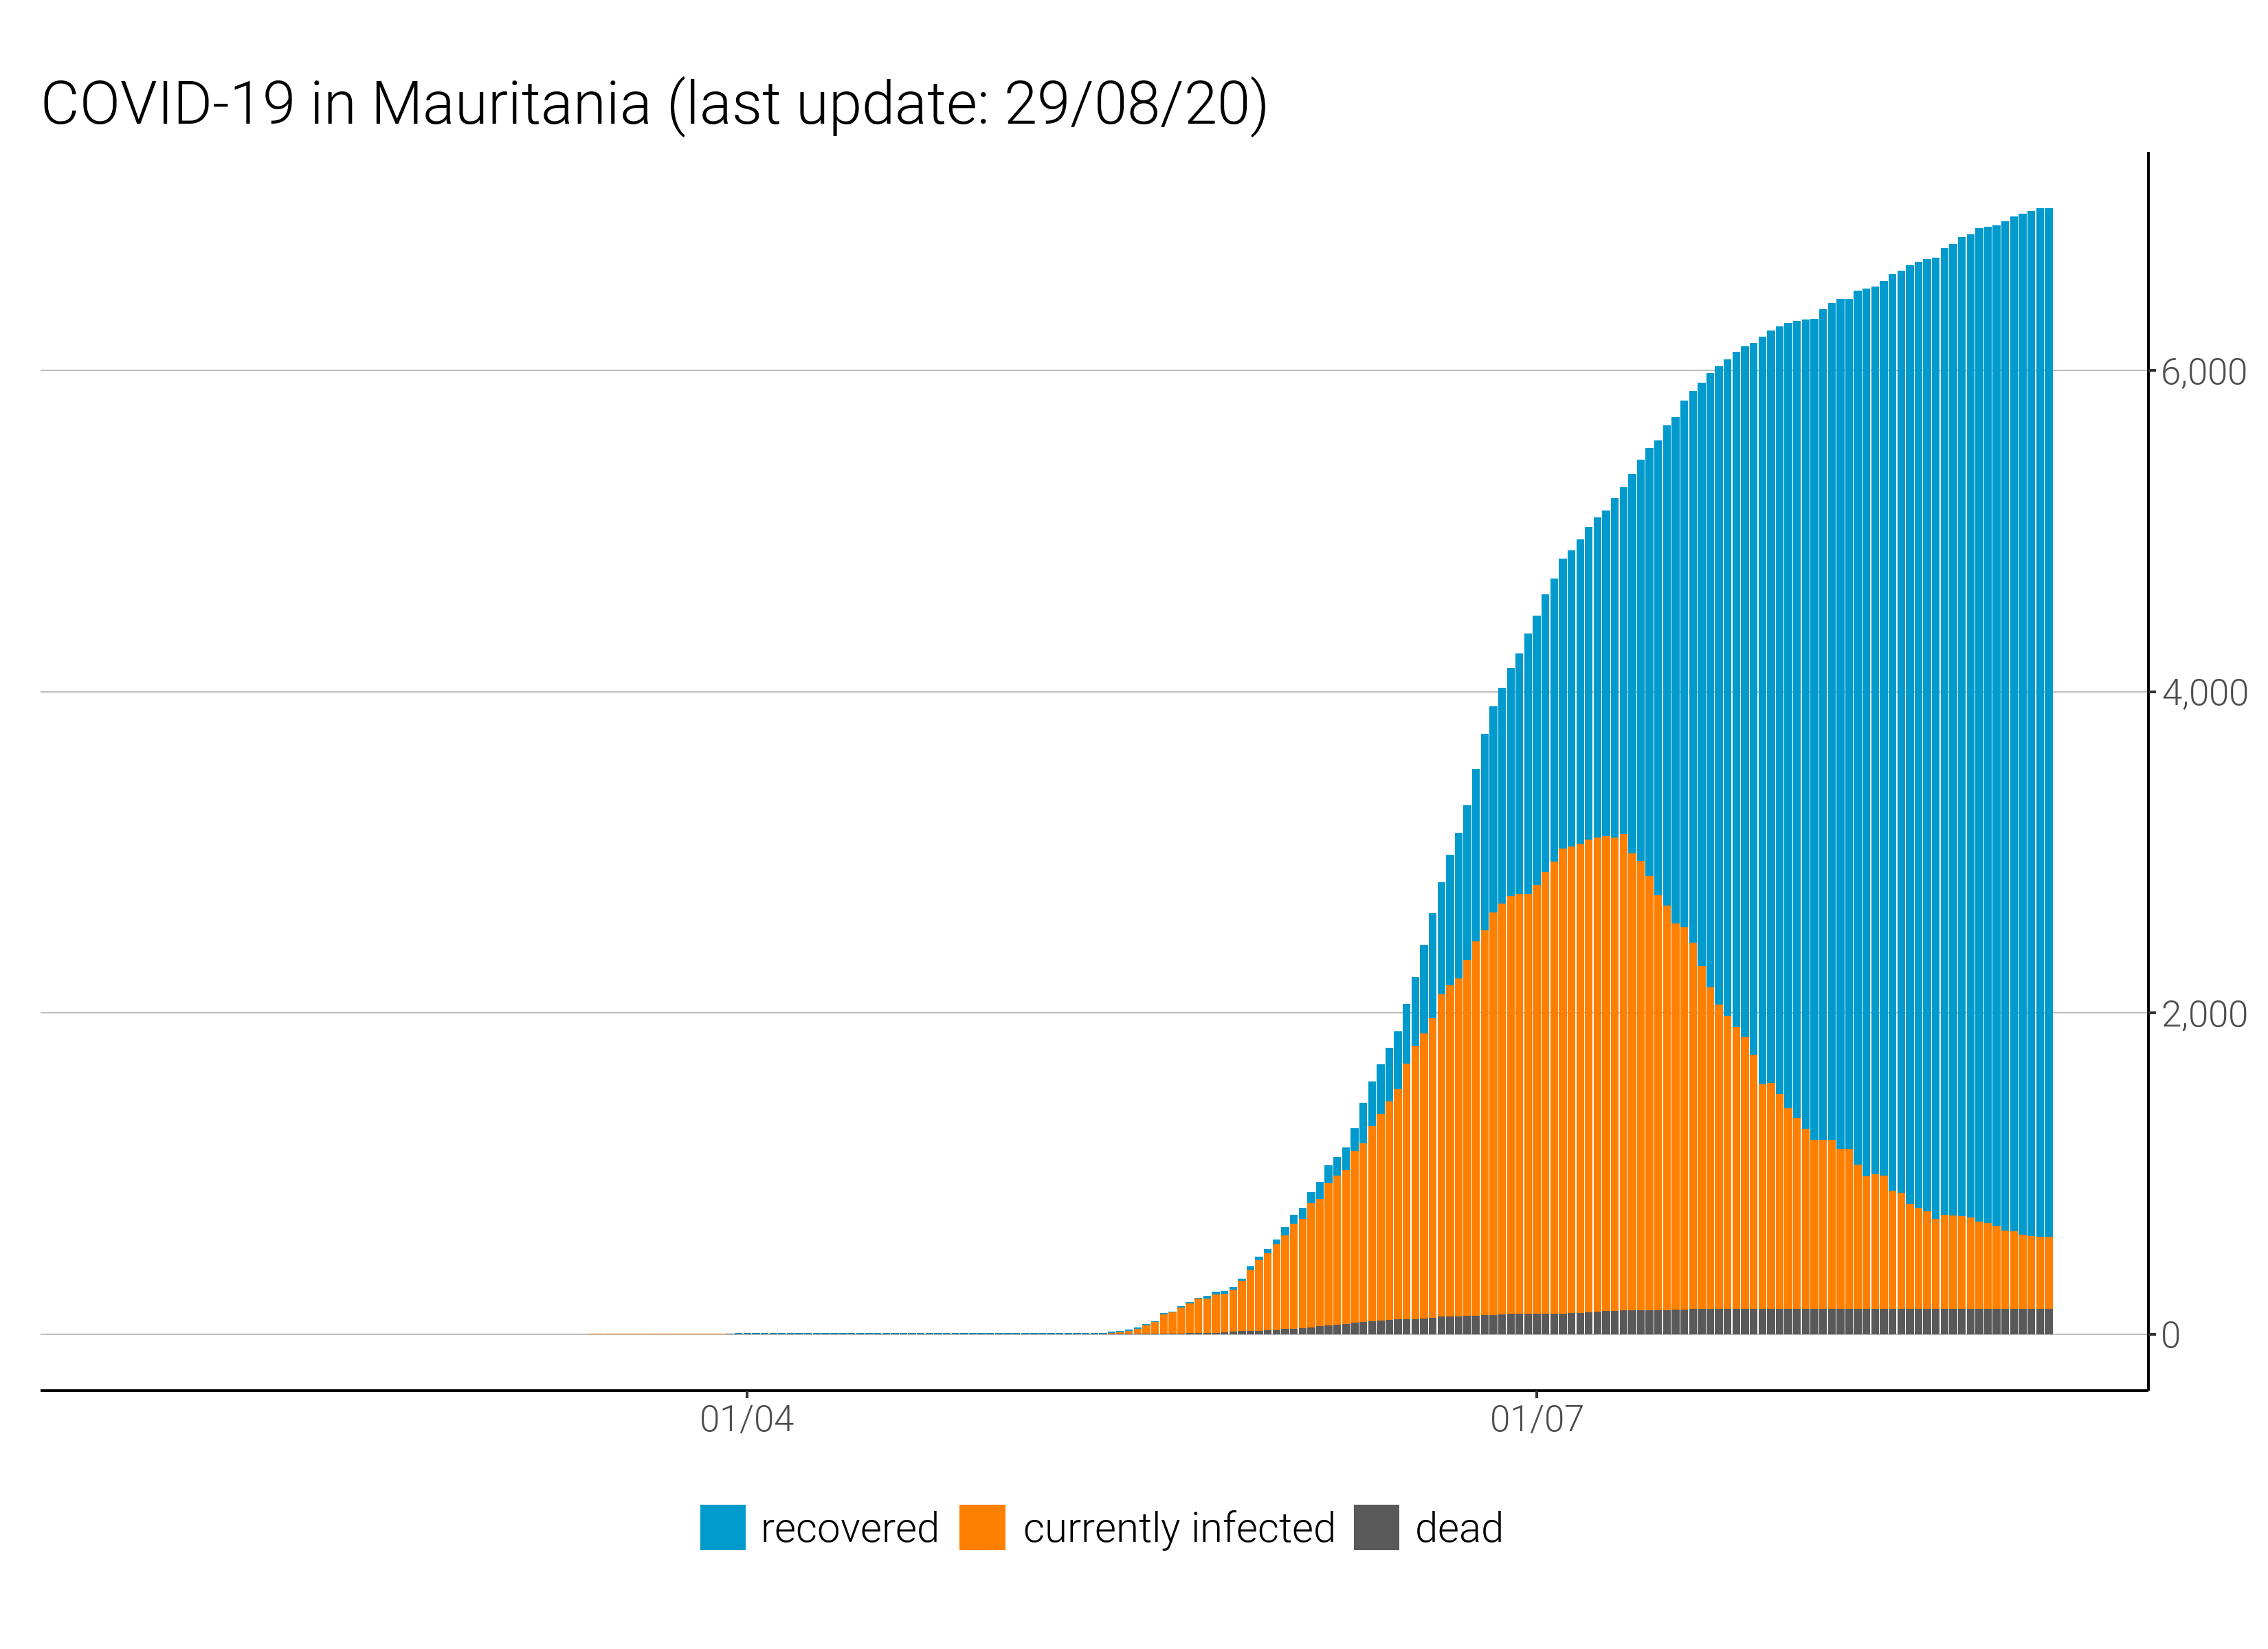 COVID-19 in Mauritania (last update: 29/08/20)
6,000
4,000
2,000
0
01/04 01/07
recovered currently infected dead